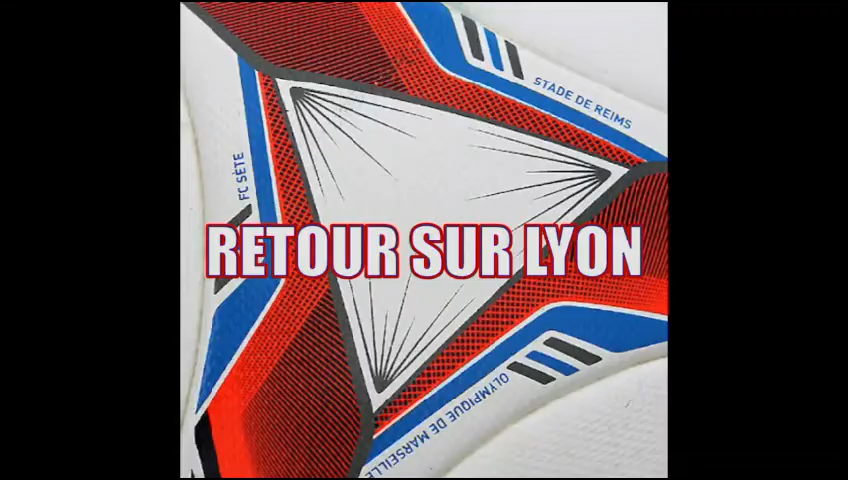 STADE DE REIMS
FC SÈTE
RETOUR SUR LYON
OLYMPIQUE DE MARSEILLE